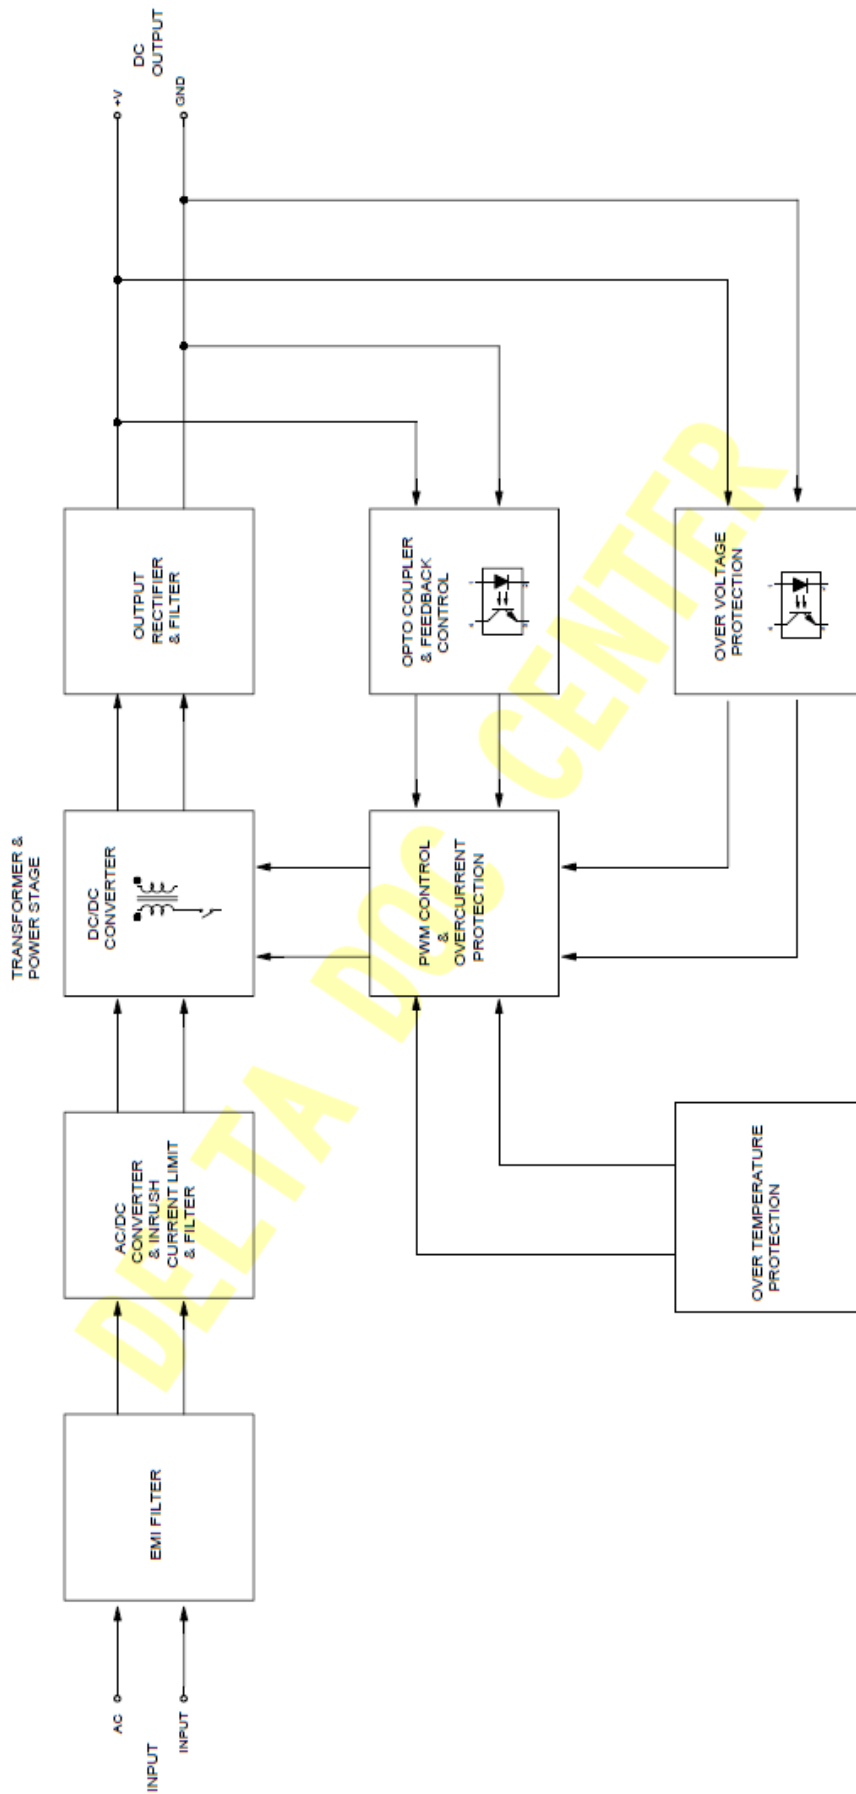 TRANSFORMER &
POWER STAGE
INPUT
AC
INPUT
EMI FILTER
AC/DC
CONVERTER
& INRUSH
CURRENT LIMIT
& FILTER
DC/DC
CONVERTER
OUTPUT
RECTIFIER
& FILTER
+V
GND
DC
OUTPUT
PWM CONTROL
&
OVERCURRENT
PROTECTION
OPTO COUPLER
& FEEDBACK
CONTROL
OVER TEMPERATURE
PROTECTION
OVER VOLTAGE
PROTECTION
DELTA DOC CENTER